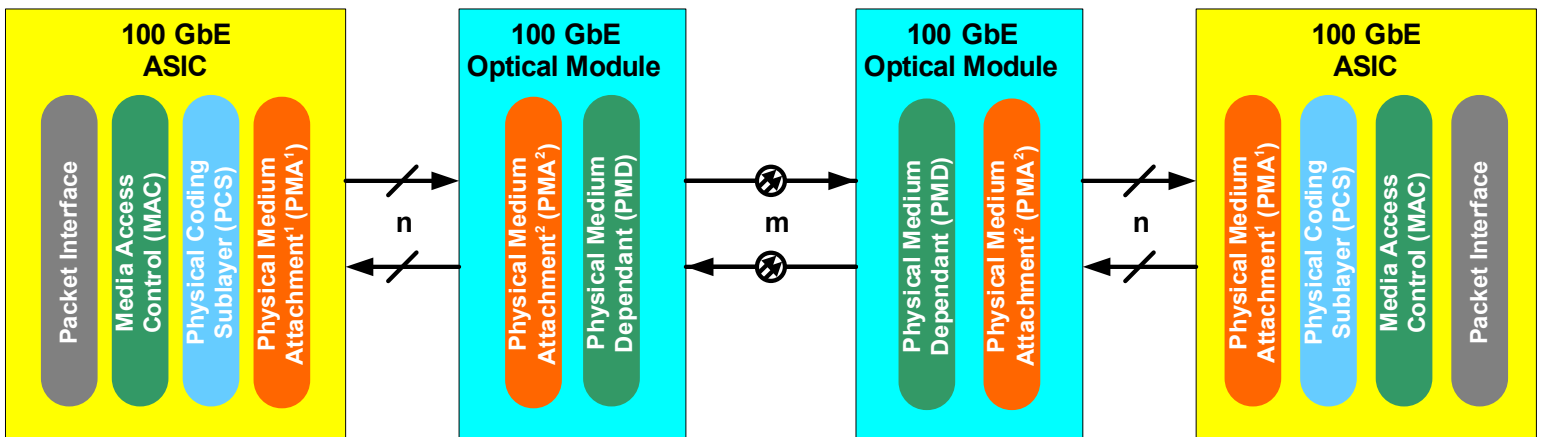 100 GbE
ASIC
Packet Interface
Media Access
Control (MAC)
Physical Coding
Sublayer (PCS)
Physical Medium
Attachment¹ (PMA¹)
n
100 GbE
Optical Module
Physical Medium
Attachment² (PMA²)
Physical Medium
Dependant (PMD)
m
100 GbE
Optical Module
Physical Medium
Dependant (PMD)
Physical Medium
Attachment² (PMA²)
n
100 GbE
ASIC
Physical Medium
Attachment¹ (PMA¹)
Physical Coding
Sublayer (PCS)
Media Access
Control (MAC)
Packet Interface